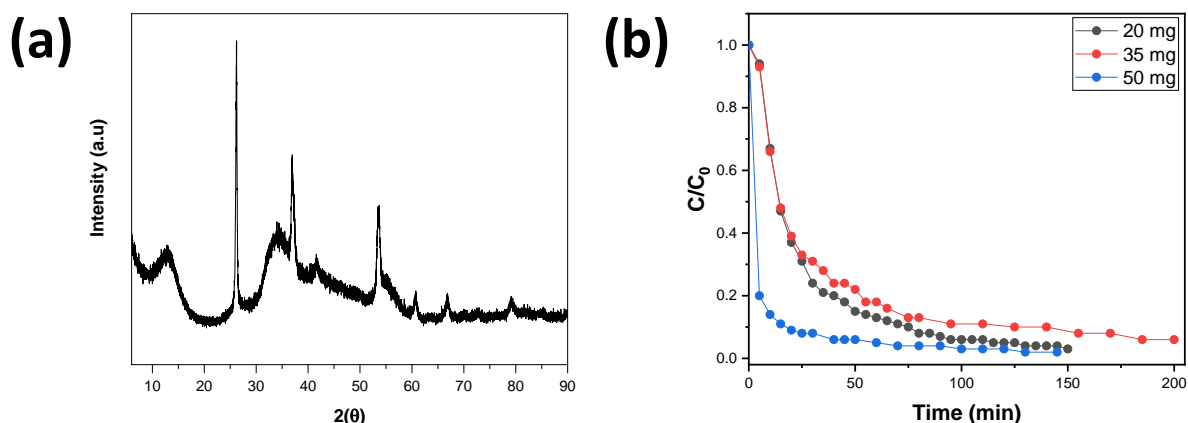 (a)
Intensity (a.u)
10 20 30 40 50 60 70 80 90
2(θ)
(b)
20 mg
35 mg
50 mg
1.0
0.8
0.6
0.4
0.2
0.0
C/C0
0 50 100 150 200
Time (min)